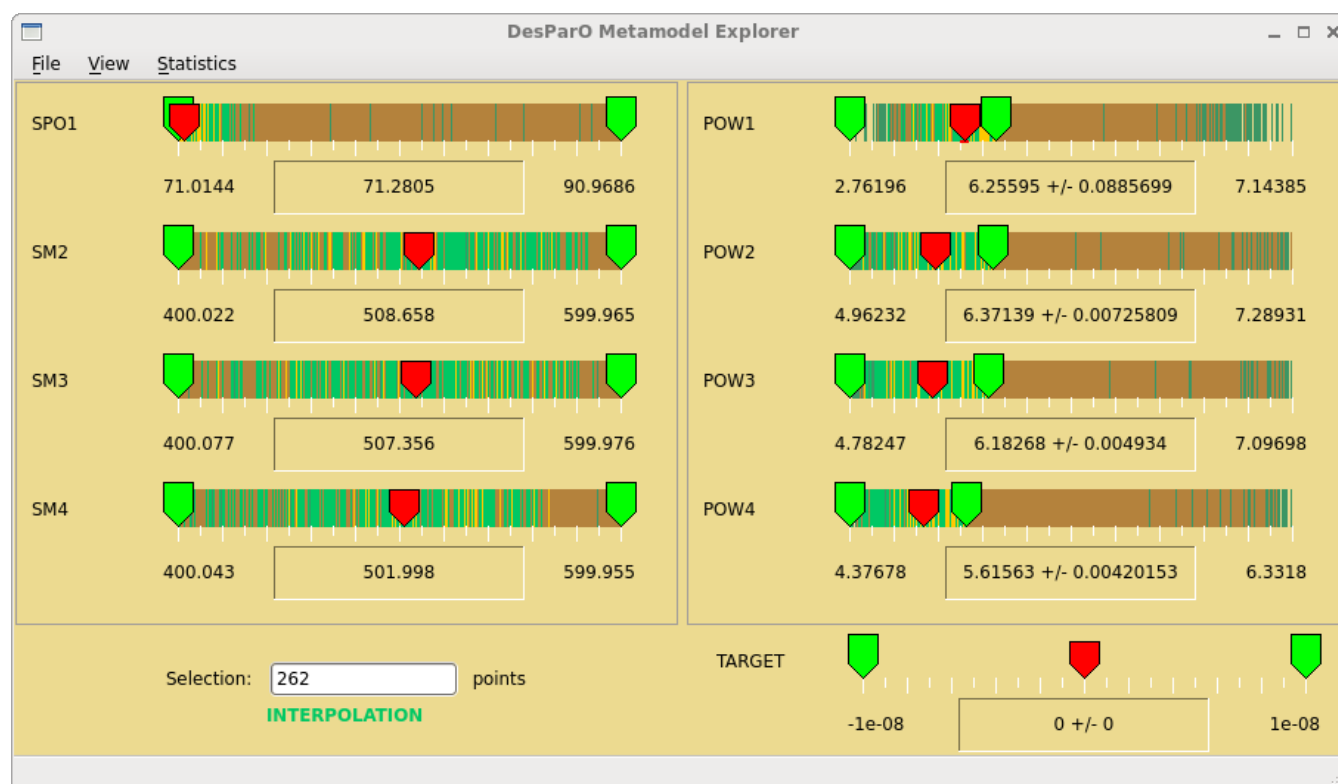 DesParO Metamodel Explorer
File View Statistics
SPO1
71.0144 71.2805 90.9686
SM2
400.022 508.658 599.965
SM3
400.077 507.356 599.976
SM4
400.043 501.998 599.955
POW1
2.76196 6.25595 +/- 0.0885699 7.14385
POW2
4.96232 6.37139 +/- 0.00725809 7.28931
POW3
4.78247 6.18268 +/- 0.004934 7.09698
POW4
4.37678 5.61563 +/- 0.00420153 6.3318
Selection: 262 points
INTERPOLATION
TARGET
-1e-08 0 +/- 0 1e-08